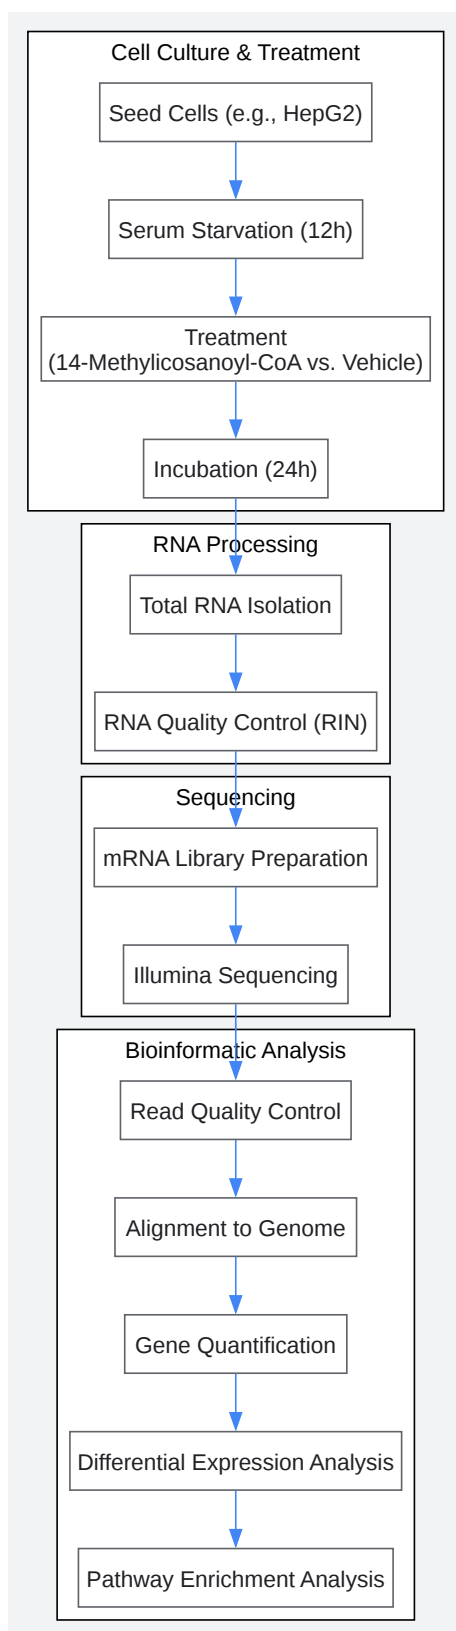 Cell Culture & Treatment
Seed Cells (e.g., HepG2)
Serum Starvation (12h)
Treatment
(14-Methylicosanoyl-CoA vs. Vehicle)
Incubation (24h)
RNA Processing
Total RNA Isolation
RNA Quality Control (RIN)
Sequencing
mRNA Library Preparation
Illumina Sequencing
Bioinformatic Analysis
Read Quality Control
Alignment to Genome
Gene Quantification
Differential Expression Analysis
Pathway Enrichment Analysis